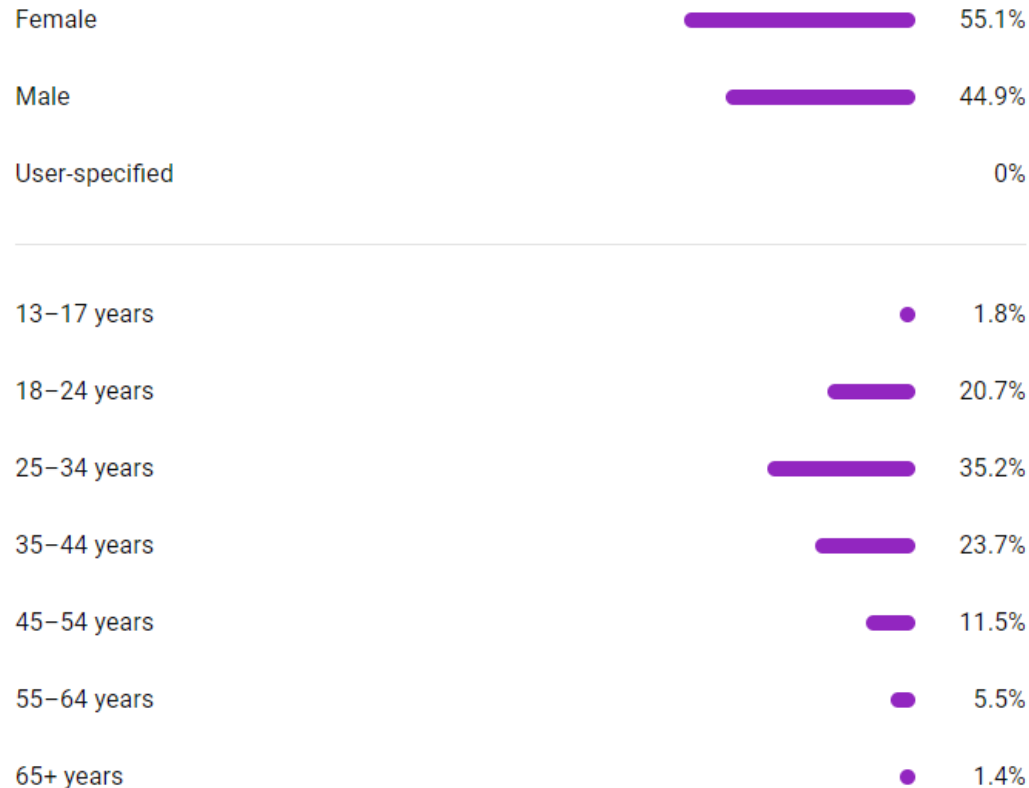 Female 55.1%
Male 44.9%
User-specified 0%
13–17 years 1.8%
18–24 years 20.7%
25–34 years 35.2%
35–44 years 23.7%
45–54 years 11.5%
55–64 years 5.5%
65+ years 1.4%